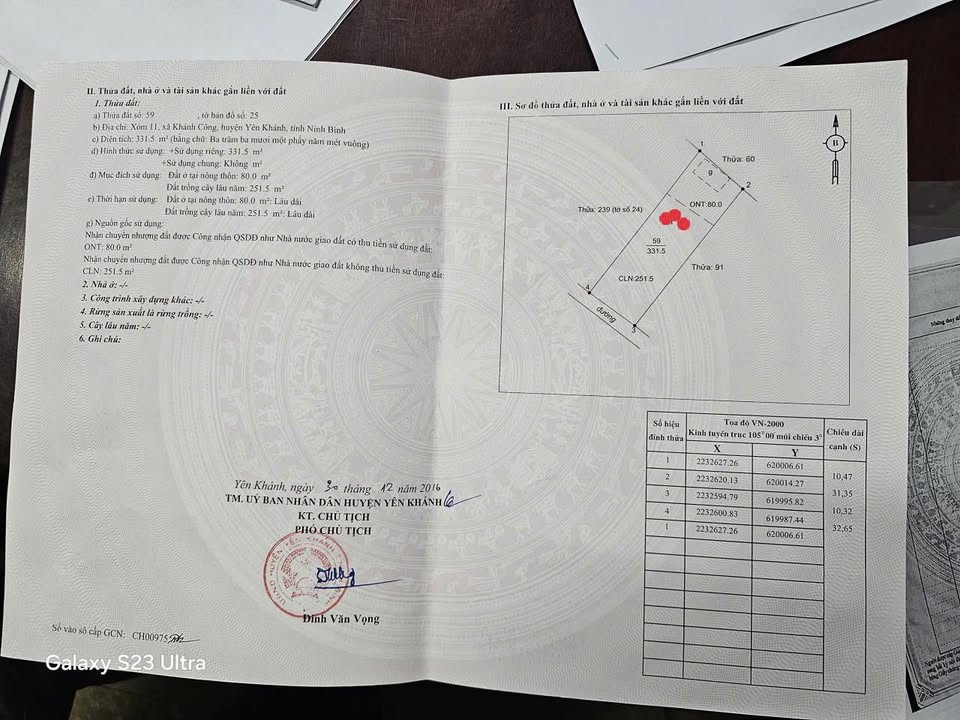 II. Thửa đất, nhà ở và tài sản khác gắn liền với đất
1. Thửa đất:
a) Thửa đất số: 59 , tờ bản đồ số: 25
b) Địa chỉ: Xóm 11, xã Khánh Công, huyện Yên Khánh, tỉnh Ninh Bình
c) Diện tích: 331.5 m² (bằng chữ: Ba trăm ba mươi mốt phẩy năm mét vuông)
d) Hình thức sử dụng: +Sử dụng riêng: 331.5 m²
+Sử dụng chung: Không m²
đ) Mục đích sử dụng: Đất ở tại nông thôn: 80.0 m²
Đất trồng cây lâu năm: 251.5 m²
e) Thời hạn sử dụng: Đất ở tại nông thôn: 80.0 m²: Lâu dài
Đất trồng cây lâu năm: 251.5 m²: Lâu dài
g) Nguồn gốc sử dụng:
Nhận chuyển nhượng đất được Công nhận QSDĐ như Nhà nước giao đất có thu tiền sử dụng đất:
ONT: 80.0 m²
Nhận chuyển nhượng đất được Công nhận QSDĐ như Nhà nước giao đất không thu tiền sử dụng đất:
CLN: 251.5 m²
2. Nhà ở: -/-
3. Công trình xây dựng khác: -/-
4. Rừng sản xuất là rừng trồng: -/-
5. Cây lâu năm: -/-
6. Ghi chú:
Yên Khánh, ngày 30 tháng 12 năm 2016
TM. UỶ BAN NHÂN DÂN HUYỆN YÊN KHÁNH
KT. CHỦ TỊCH
PHÓ CHỦ TỊCH
Đinh Văn Vọng
Số vào sổ cấp GCN: CH00975
Galaxy S23 Ultra
III. Sơ đồ thửa đất, nhà ở và tài sản khác gắn liền với đất
B
1
Thửa: 60
g
2
Thửa: 239 (tờ số 24)
ONT:80.0
59
331.5
Thửa: 91
CLN:251.5
4
đường
3
Số hiệu đỉnh thửa
Tọa độ VN-2000
Kinh tuyến trục 105°00 múi chiếu 3°
Chiều dài cạnh (S)
X Y
1 2232627.26 620006.61
10,47
2 2232620.13 620014.27
31,35
3 2232594.79 619995.82
10,32
4 2232600.83 619987.44
32,65
1 2232627.26 620006.61
Những thay đổi